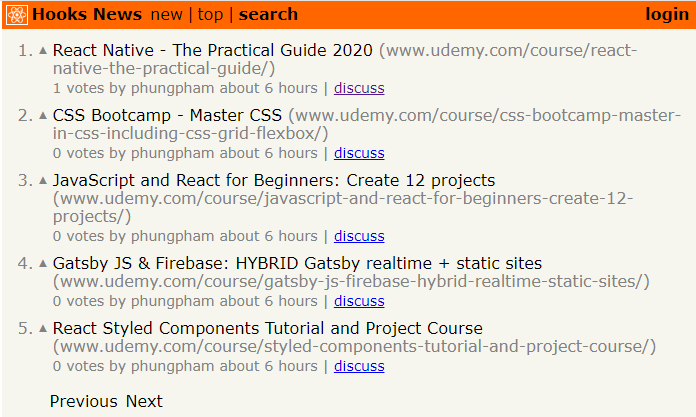 Hooks News new | top | search login
1. ▲ React Native - The Practical Guide 2020 (www.udemy.com/course/react-
native-the-practical-guide/)
1 votes by phungpham about 6 hours | discuss
2. ▲ CSS Bootcamp - Master CSS (www.udemy.com/course/css-bootcamp-master-
in-css-including-css-grid-flexbox/)
0 votes by phungpham about 6 hours | discuss
3. ▲ JavaScript and React for Beginners: Create 12 projects
(www.udemy.com/course/javascript-and-react-for-beginners-create-12-
projects/)
0 votes by phungpham about 6 hours | discuss
4. ▲ Gatsby JS & Firebase: HYBRID Gatsby realtime + static sites
(www.udemy.com/course/gatsby-js-firebase-hybrid-realtime-static-sites/)
0 votes by phungpham about 6 hours | discuss
5. ▲ React Styled Components Tutorial and Project Course
(www.udemy.com/course/styled-components-tutorial-and-project-course/)
0 votes by phungpham about 6 hours | discuss
Previous Next